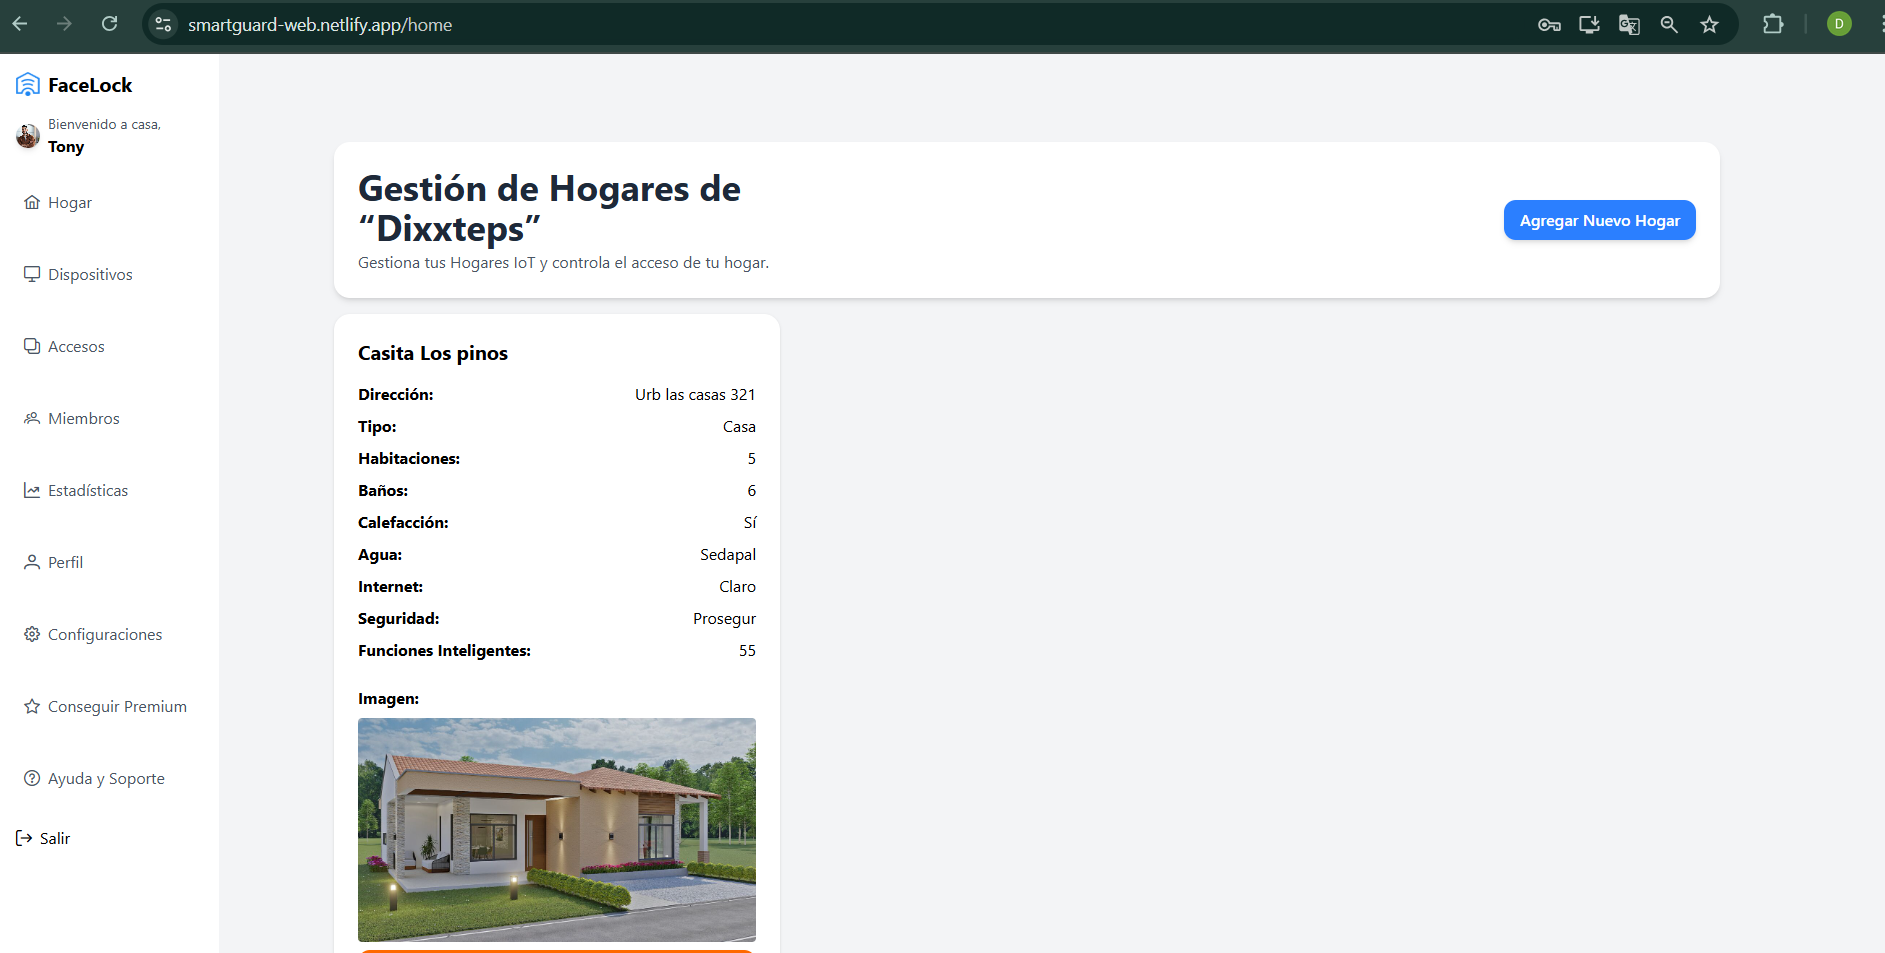 smartguard-web.netlify.app/home
D
FaceLock
Bienvenido a casa,
Tony
Hogar
Dispositivos
Accesos
Miembros
Estadísticas
Perfil
Configuraciones
Conseguir Premium
Ayuda y Soporte
Salir
Gestión de Hogares de
“Dixxteps”
Gestiona tus Hogares IoT y controla el acceso de tu hogar.
Agregar Nuevo Hogar
Casita Los pinos
Dirección: Urb las casas 321
Tipo: Casa
Habitaciones: 5
Baños: 6
Calefacción: Sí
Agua: Sedapal
Internet: Claro
Seguridad: Prosegur
Funciones Inteligentes: 55
Imagen: